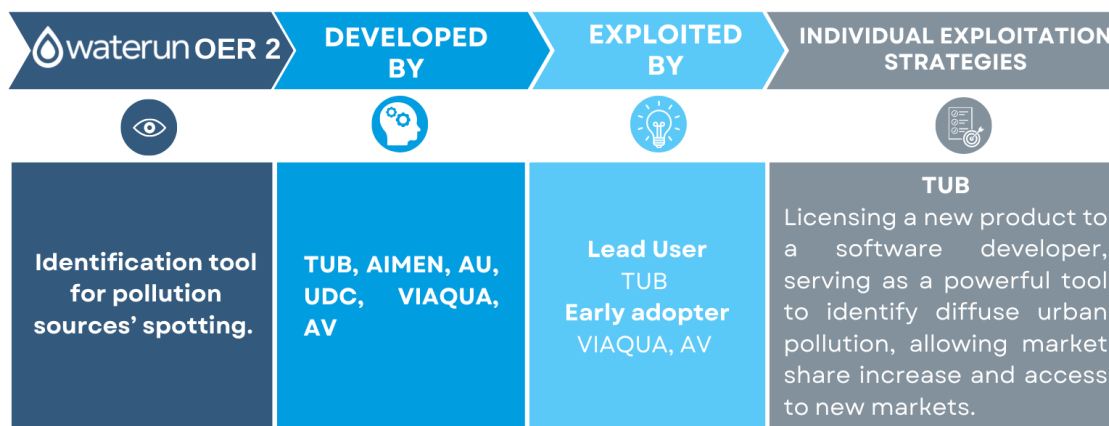 waterun OER 2
DEVELOPED
BY
EXPLOITED
BY
INDIVIDUAL EXPLOITATION
STRATEGIES
Identification tool
for pollution
sources' spotting.
TUB, AIMEN, AU,
UDC, VIAQUA,
AV
Lead User
TUB
Early adopter
VIAQUA, AV
TUB
Licensing a new product to
a software developer,
serving as a powerful tool
to identify diffuse urban
pollution, allowing market
share increase and access
to new markets.